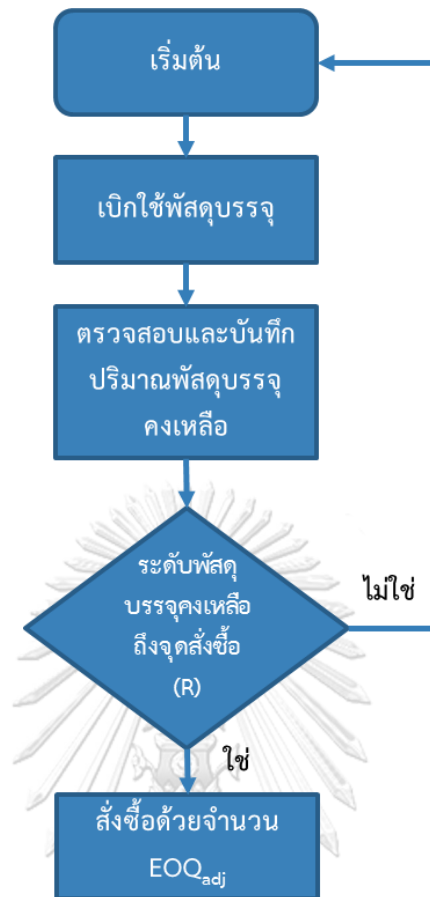 เริ่มต้น
เบิกใช้พัสดุบรรจุ
ตรวจสอบและบันทึก
ปริมาณพัสดุบรรจุ
คงเหลือ
ระดับพัสดุ
บรรจุคงเหลือ
ถึงจุดสั่งซื้อ
(R)
ไม่ใช่
ใช่
สั่งซื้อด้วยจำนวน
EOQadj